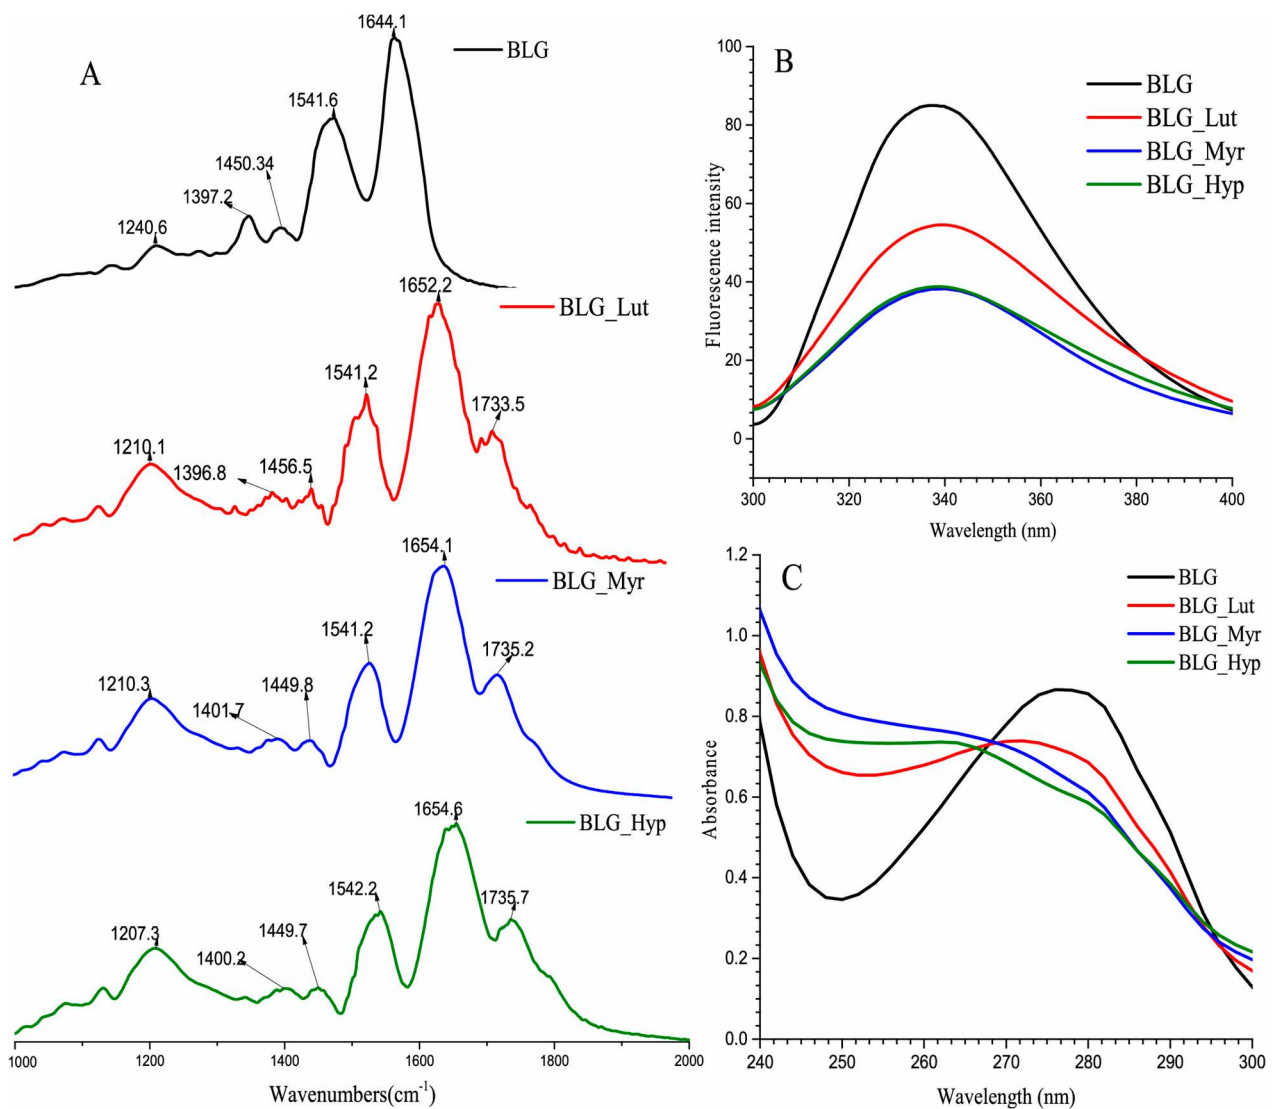 A
1644.1
BLG
1541.6
1450.34
1397.2
1240.6
1652.2
BLG_Lut
1541.2
1733.5
1210.1
1396.8
1456.5
1654.1
BLG_Myr
1541.2
1735.2
1210.3
1401.7
1449.8
1654.6
BLG_Hyp
1542.2
1735.7
1207.3
1400.2
1449.7
1000 1200 1400 1600 1800 2000
Wavenumbers(cm⁻¹)
B
BLG
BLG_Lut
BLG_Myr
BLG_Hyp
100
80
60
40
20
0
Fluorescence intensity
300 320 340 360 380 400
Wavelength (nm)
C
BLG
BLG_Lut
BLG_Myr
BLG_Hyp
1.2
1.0
0.8
0.6
0.4
0.2
0.0
Absorbance
240 250 260 270 280 290 300
Wavelength (nm)